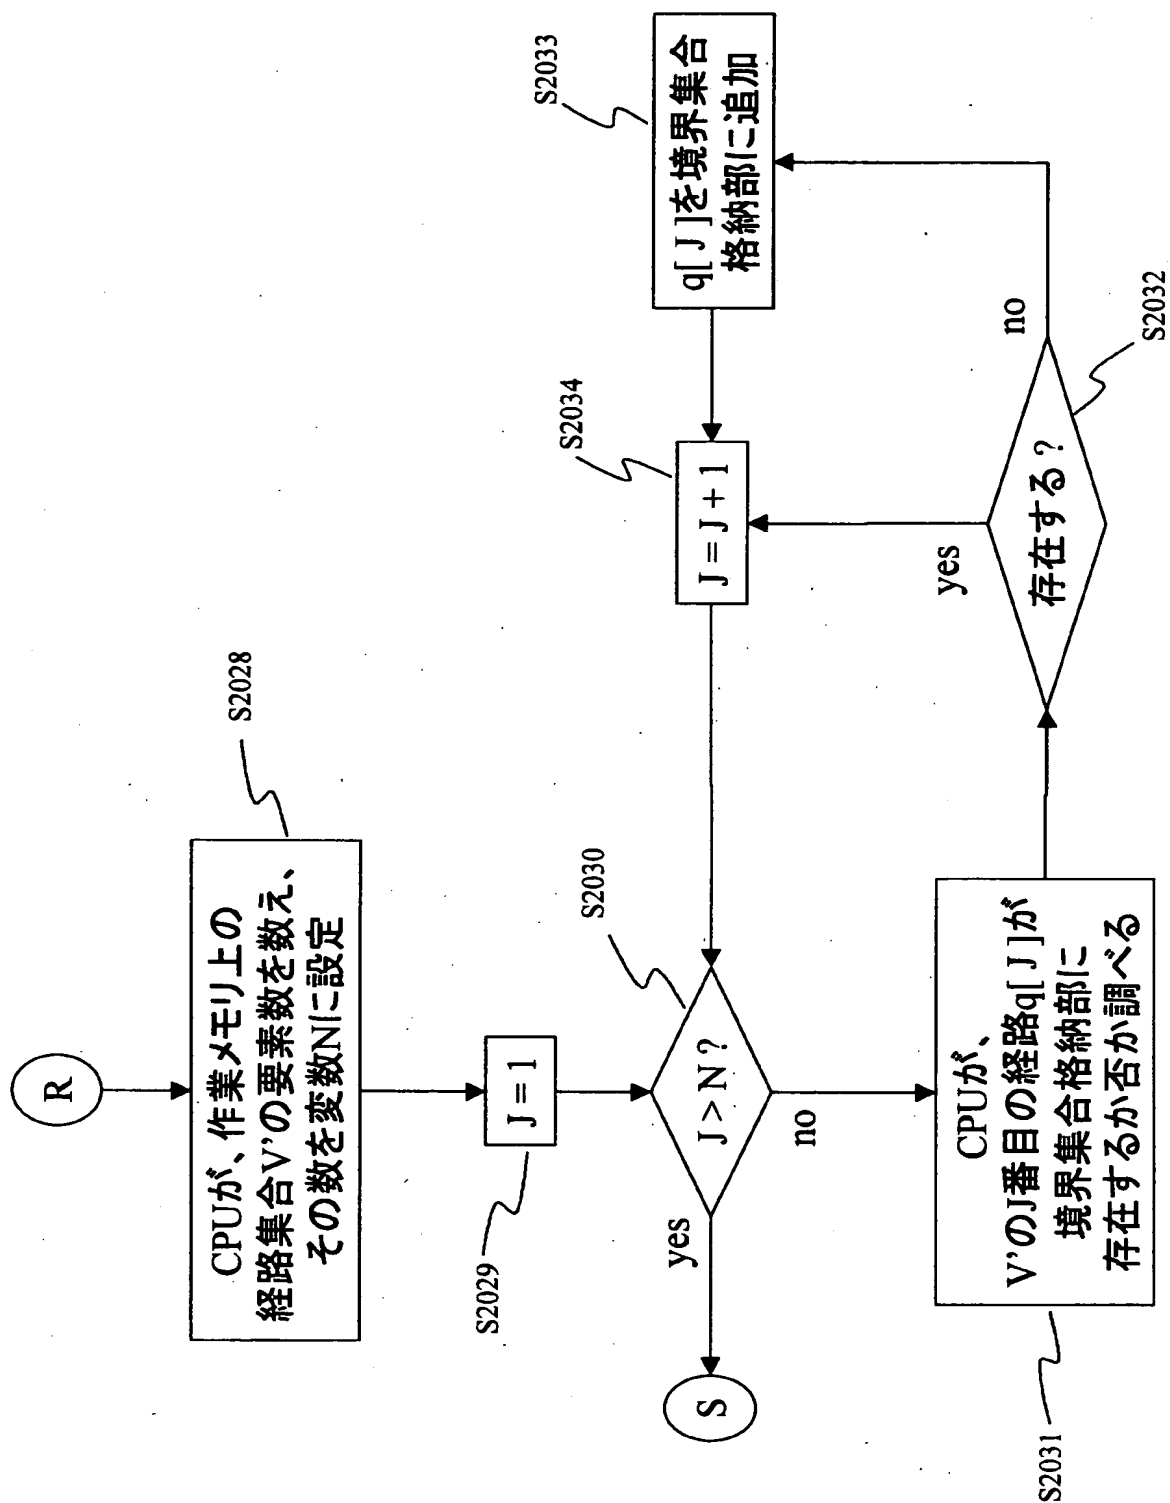 R
S2028
CPUが、作業メモリ上の
経路集合V'の要素数を数え、
その数を変数Nに設定
S2029
J = 1
S2030
J > N ?
yes
no
S
S2031
CPUが、
V'のJ番目の経路q[ J ]が
境界集合格納部に
存在するか否か調べる
S2032
存在する?
yes
no
S2033
q[ J ]を境界集合
格納部に追加
S2034
J = J + 1